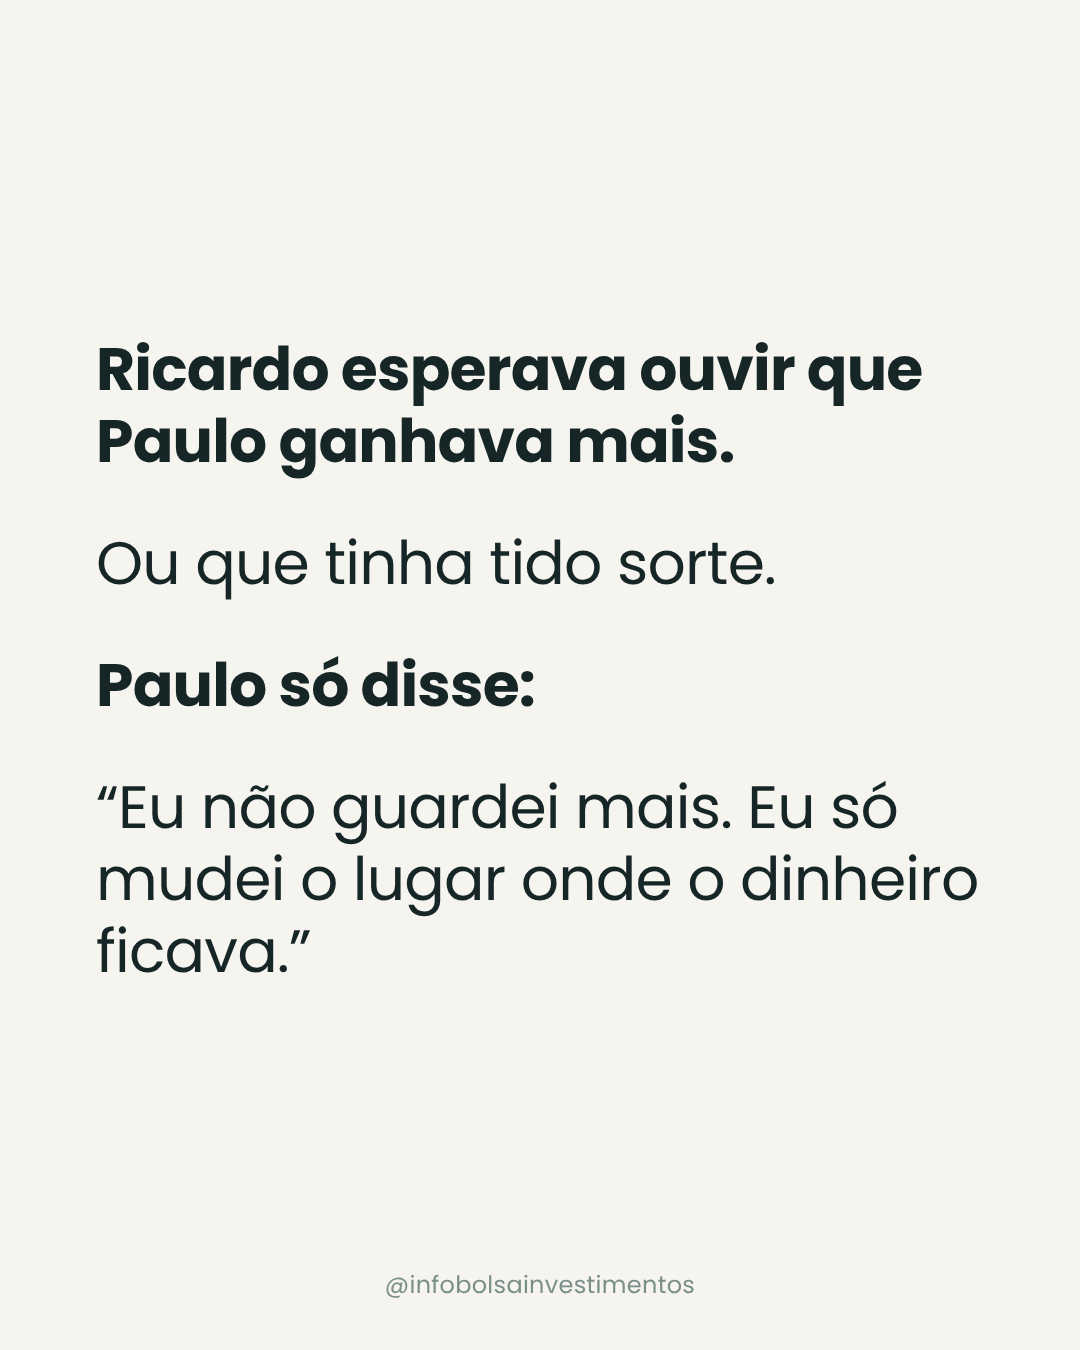 Ricardo esperava ouvir que
Paulo ganhava mais.
Ou que tinha tido sorte.
Paulo só disse:
“Eu não guardei mais. Eu só
mudei o lugar onde o dinheiro
ficava.”
@infobolsainvestimentos